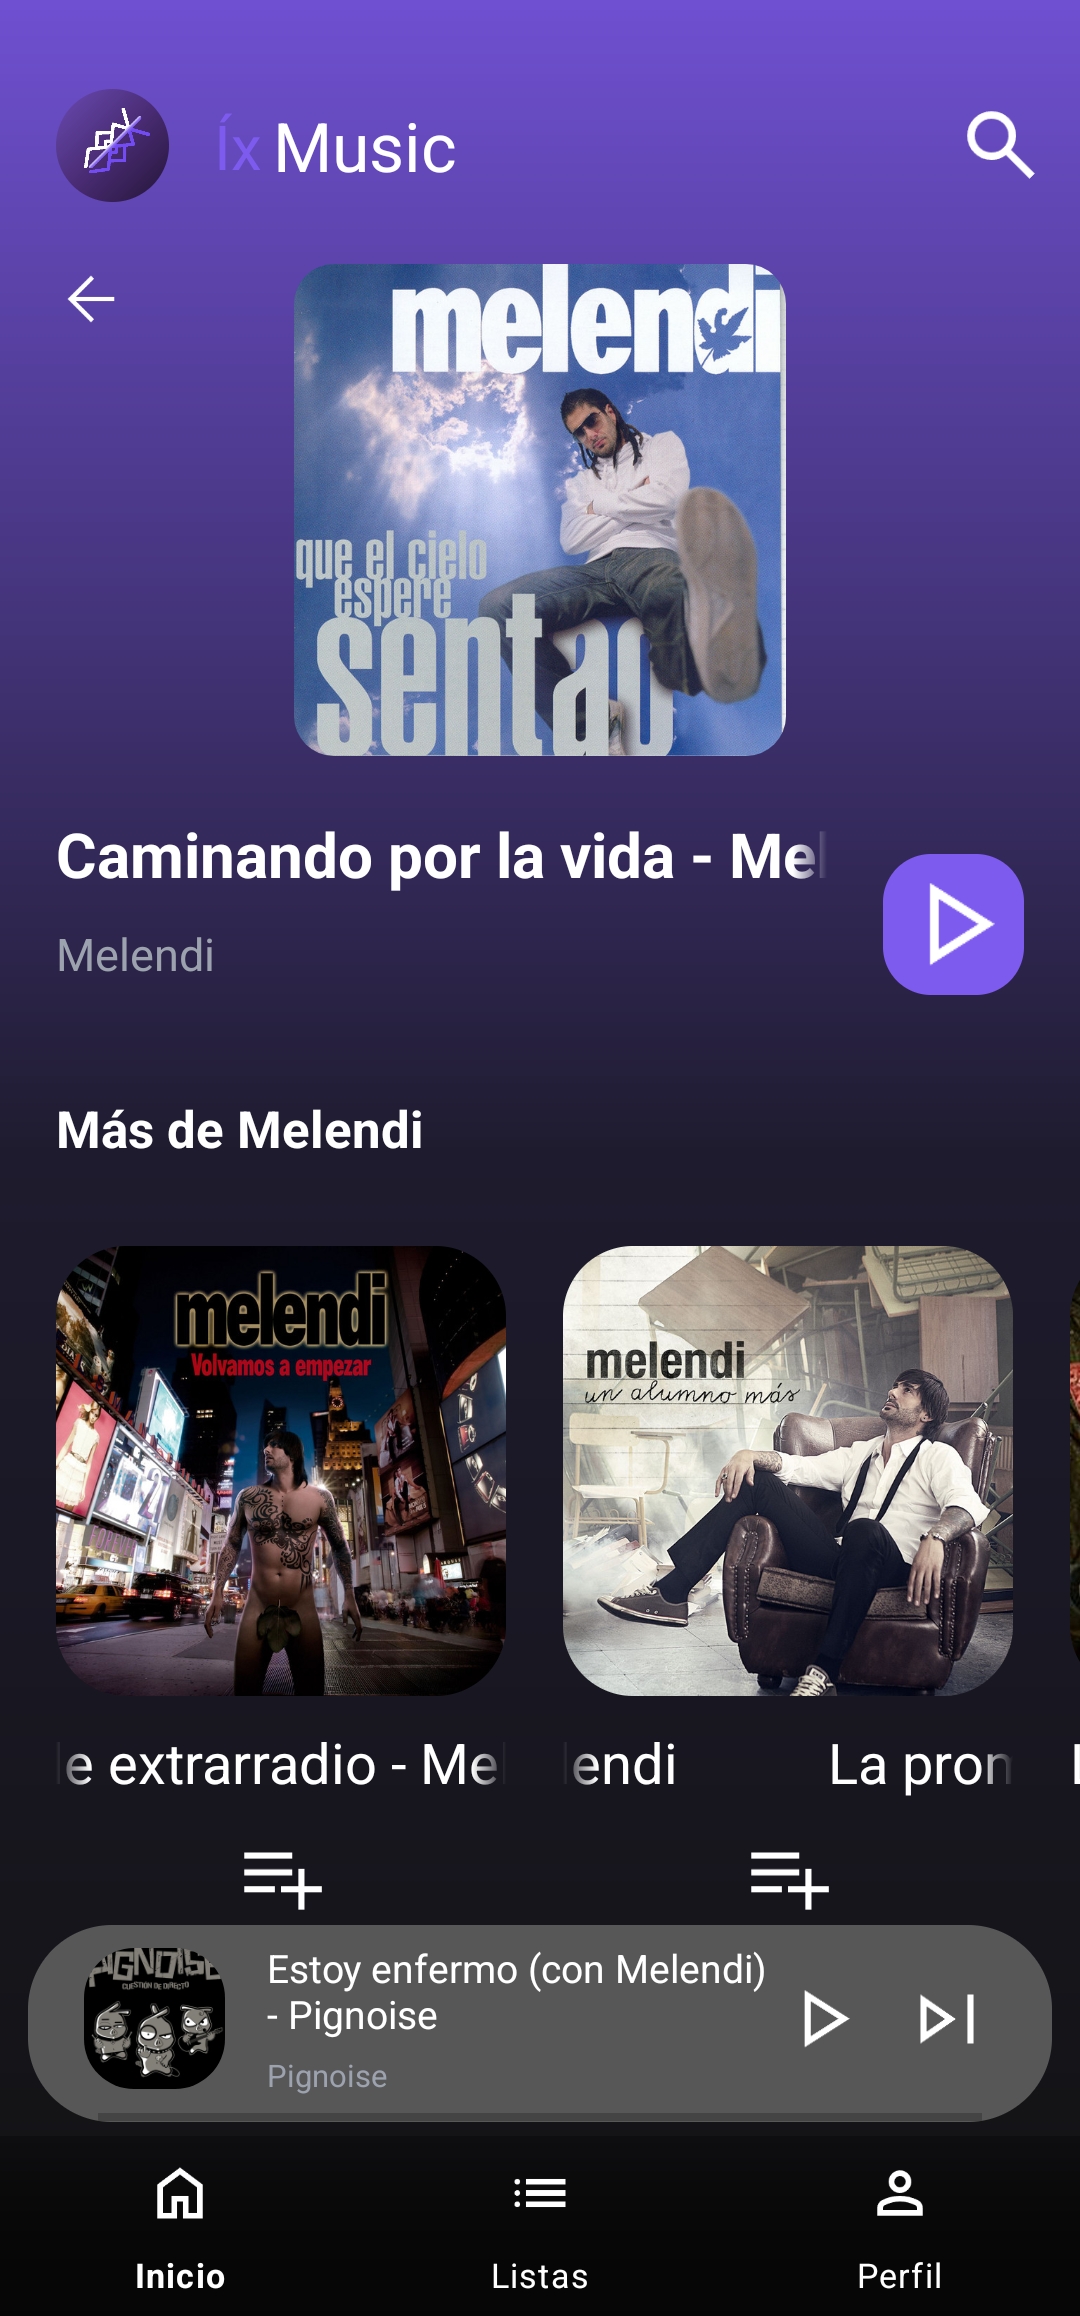 Íx Music
melendi
que el cielo
espere
sentao
Caminando por la vida - Mel
Melendi
Más de Melendi
melendi
Volvamos a empezar
melendi
un alumno más
e extrarradio - Mel
endi La pron
Estoy enfermo (con Melendi)
- Pignoise
Pignoise
PIGNOISE
CUESTIÓN DE DIRECTO
Inicio
Listas
Perfil